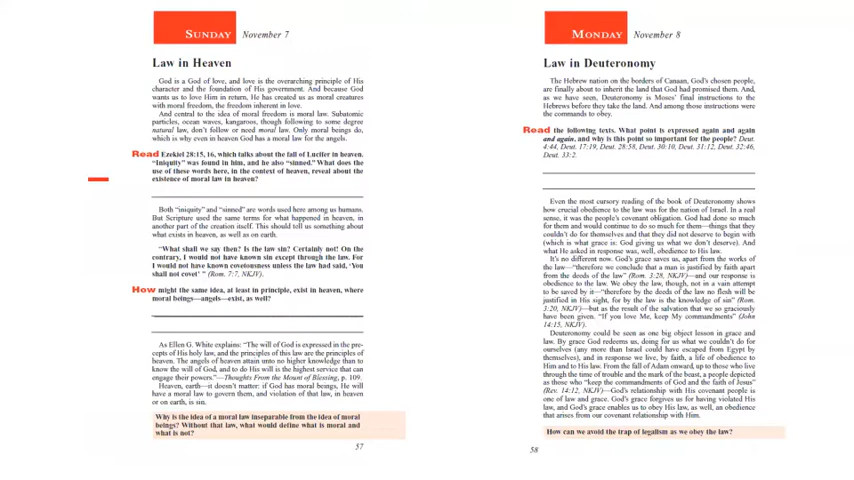 SUNDAY November 7
Law in Heaven
God is a God of love, and love is the overarching principle of His
character and the foundation of His government. And because God
wants us to love Him in return, He has created us as moral creatures
with moral freedom, the freedom inherent in love.
And central to the idea of moral freedom is moral law. Subatomic
particles, ocean waves, kangaroos, though following to some degree
natural law, don't follow or need moral law. Only moral beings do,
which is why even in heaven God has a moral law for the angels.
Read Ezekiel 28:15, 16, which talks about the fall of Lucifer in heaven.
"Iniquity" was found in him, and he also "sinned." What does the
use of these words here, in the context of heaven, reveal about the
existence of moral law in heaven?
Both "iniquity" and "sinned" are words used here among us humans.
But Scripture used the same terms for what happened in heaven, in
another part of the creation itself. This should tell us something about
what exists in heaven, as well as on earth.
"What shall we say then? Is the law sin? Certainly not! On the
contrary, I would not have known sin except through the law. For
I would not have known covetousness unless the law had said, 'You
shall not covet' " (Rom. 7:7, NKJV).
How might the same idea, at least in principle, exist in heaven, where
moral beings—angels—exist, as well?
As Ellen G. White explains: "The will of God is expressed in the pre-
cepts of His holy law, and the principles of this law are the principles of
heaven. The angels of heaven attain unto no higher knowledge than to
know the will of God, and to do His will is the highest service that can
engage their powers."—Thoughts From the Mount of Blessing, p. 109.
Heaven, earth—it doesn't matter: if God has moral beings, He will
have a moral law to govern them, and violation of that law, in heaven
or on earth, is sin.
Why is the idea of a moral law inseparable from the idea of moral
beings? Without that law, what would define what is moral and
what is not?
57
MONDAY November 8
Law in Deuteronomy
The Hebrew nation on the borders of Canaan, God's chosen people,
are finally about to inherit the land that God had promised them. And,
as we have seen, Deuteronomy is Moses' final instructions to the
Hebrews before they take the land. And among those instructions were
the commands to obey.
Read the following texts. What point is expressed again and again
and again, and why is this point so important for the people? Deut.
4:44, Deut. 17:19, Deut. 28:58, Deut. 30:10, Deut. 31:12, Deut. 32:46,
Deut. 33:2.
Even the most cursory reading of the book of Deuteronomy shows
how crucial obedience to the law was for the nation of Israel. In a real
sense, it was the people's covenant obligation. God had done so much
for them and would continue to do so much for them—things that they
couldn't do for themselves and that they did not deserve to begin with
(which is what grace is: God giving us what we don't deserve). And
what He asked in response was, well, obedience to His law.
It's no different now. God's grace saves us, apart from the works of
the law—"therefore we conclude that a man is justified by faith apart
from the deeds of the law" (Rom. 3:28, NKJV)—and our response is
obedience to the law. We obey the law, though, not in a vain attempt
to be saved by it—"therefore by the deeds of the law no flesh will be
justified in His sight, for by the law is the knowledge of sin" (Rom.
3:20, NKJV)—but as the result of the salvation that we so graciously
have been given. "If you love Me, keep My commandments" (John
14:15, NKJV).
Deuteronomy could be seen as one big object lesson in grace and
law. By grace God redeems us, doing for us what we couldn't do for
ourselves (any more than Israel could have escaped from Egypt by
themselves), and in response we live, by faith, a life of obedience to
Him and to His law. From the fall of Adam onward, up to those who live
through the time of trouble and the mark of the beast, a people depicted
as those who "keep the commandments of God and the faith of Jesus"
(Rev. 14:12, NKJV)—God's relationship with His covenant people is
one of law and grace. God's grace forgives us for having violated His
law, and God's grace enables us to obey His law, as well, an obedience
that arises from our covenant relationship with Him.
How can we avoid the trap of legalism as we obey the law?
58